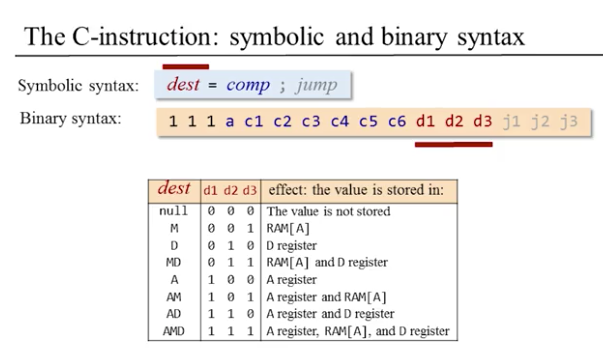 The C-instruction: symbolic and binary syntax
Symbolic syntax: dest = comp ; jump
Binary syntax: 1 1 1 a c1 c2 c3 c4 c5 c6 d1 d2 d3 j1 j2 j3
dest d1 d2 d3 effect: the value is stored in:
null 0 0 0 The value is not stored
M 0 0 1 RAM[A]
D 0 1 0 D register
MD 0 1 1 RAM[A] and D register
A 1 0 0 A register
AM 1 0 1 A register and RAM[A]
AD 1 1 0 A register and D register
AMD 1 1 1 A register, RAM[A], and D register